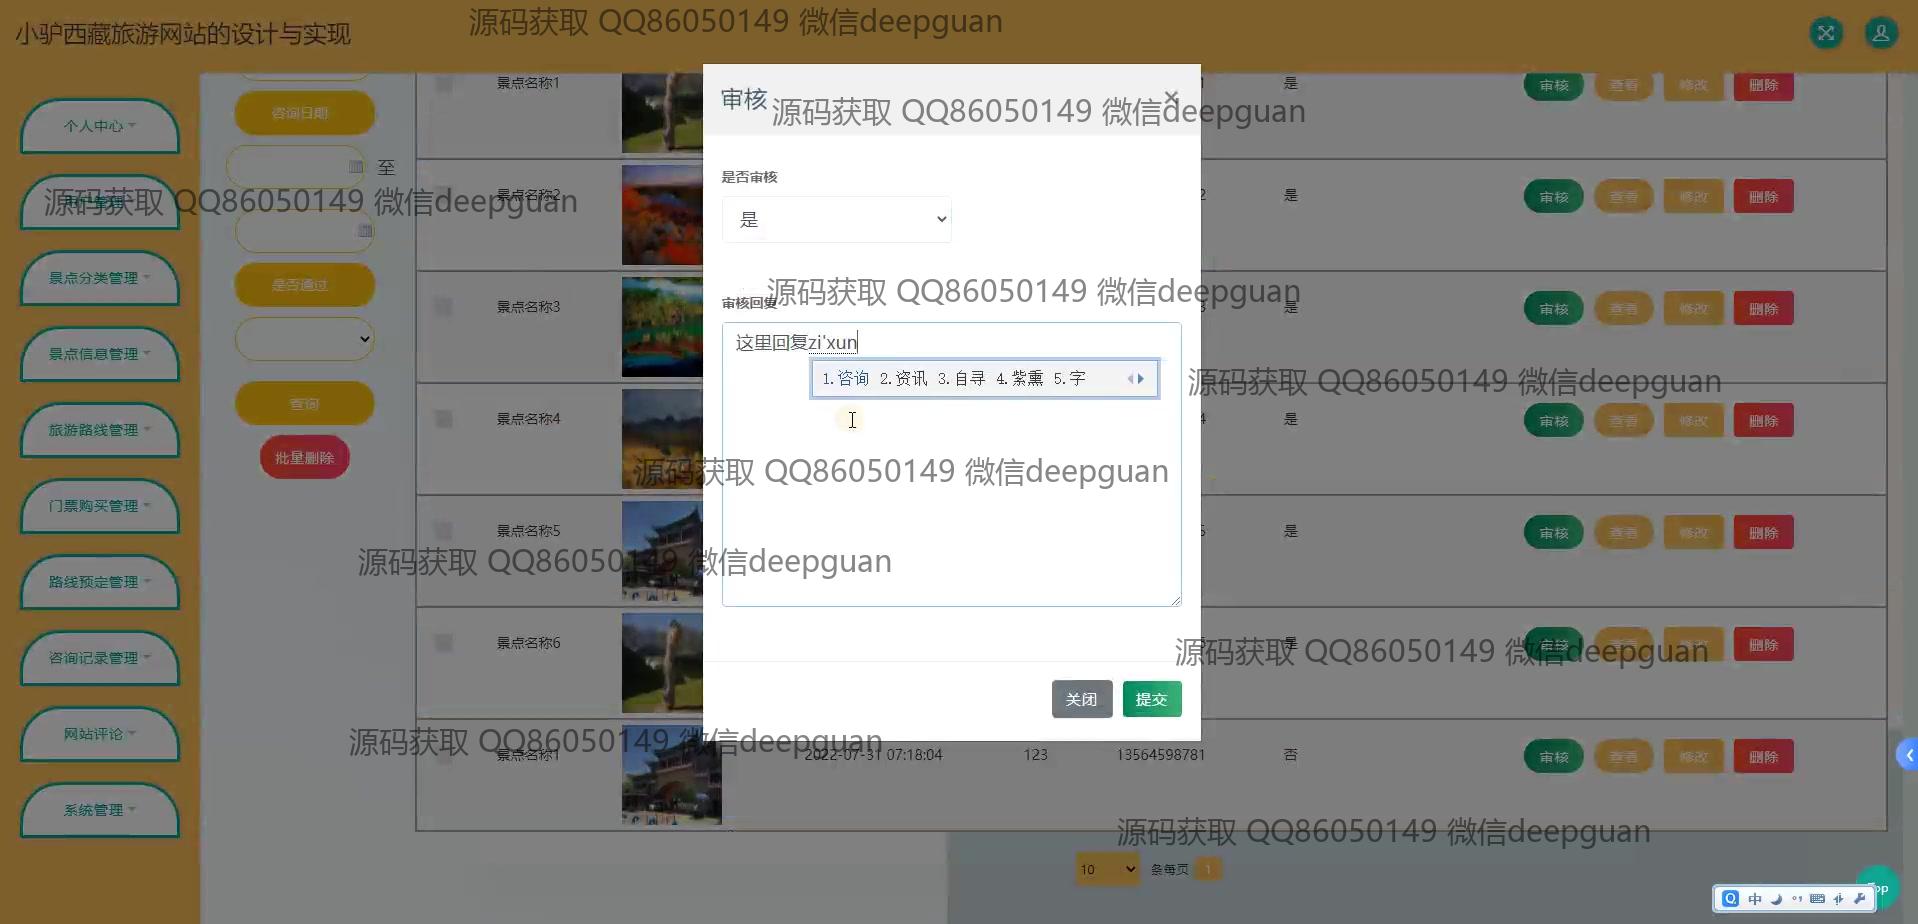 小驴西藏旅游网站的设计与实现
源码获取 QQ86050149 微信deepguan
个人中心
景点分类管理
景点信息管理
旅游路线管理
门票购买管理
路线预定管理
咨询记录管理
网站评论
系统管理
咨询日期
至
是否通过
查询
批量删除
景点名称1 是 审核 查看 修改 删除
源码获取 QQ86050149 微信deepguan
景点名称2 2 是 审核 查看 修改 删除
景点名称3 是 审核 查看 修改 删除
景点名称4 4 是 审核 查看 修改 删除
景点名称5 是 审核 查看 修改 删除
景点名称6 是 审核 删除
景点名称1 2022-07-31 07:18:04 123 13564598781 否 审核 查看 修改 删除
审核 ×
源码获取 QQ86050149 微信deepguan
是否审核
是
源码获取 QQ86050149 微信deepguan
审核回复
这里回复zi'xun
1.咨询 2.资讯 3.自寻 4.紫熏 5.字
源码获取 QQ86050149 微信deepguan
源码获取 QQ86050149 微信deepguan
源码获取 QQ86050149 微信deepguan
源码获取 QQ86050149 微信deepguan
关闭 提交
源码获取 QQ86050149 微信deepguan
源码获取 QQ86050149 微信deepguan
10 条每页 1
中